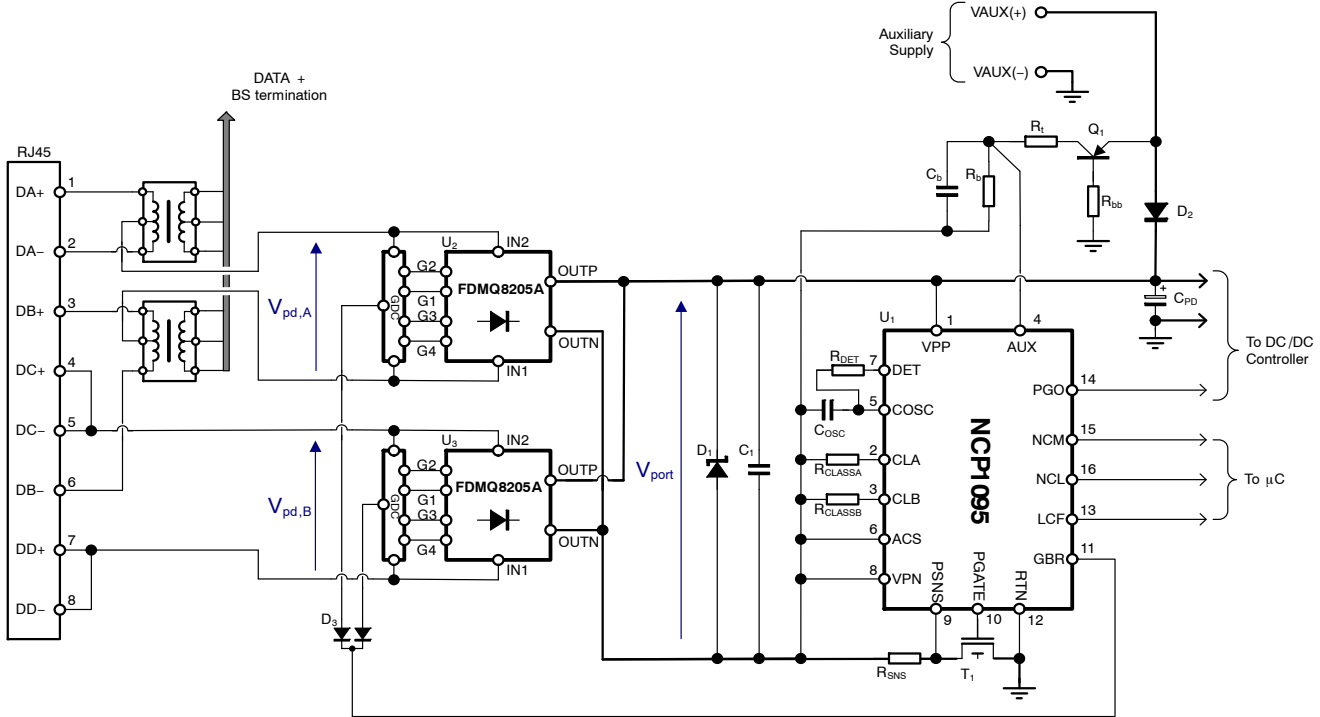 VAUX(+)
Auxiliary
Supply
VAUX(−)
DATA +
BS termination
RJ45
DA+
1
DA−
2
DB+
3
DC+
4
DC−
5
DB−
6
DD+
7
DD−
8
Vpd,A
Vpd,B
U2
IN2
G2
G1
G3
G4
GDC
FDMQ8205A
OUTP
OUTN
IN1
U3
IN2
G2
G1
G3
G4
GDC
FDMQ8205A
OUTP
OUTN
IN1
D3
Vport
D1
C1
Cb
Rb
Rt
Q1
Rbb
D2
CPD
+
To DC/DC
Controller
U1
1
VPP
4
AUX
RDET
7
DET
5
COSC
COSC
2
CLA
RCLASSA
3
CLB
RCLASSB
6
ACS
8
VPN
NCP1095
PGO
14
NCM
15
NCL
16
LCF
13
GBR
11
To μC
PSNS
9
PGATE
10
RTN
12
RSNS
T1